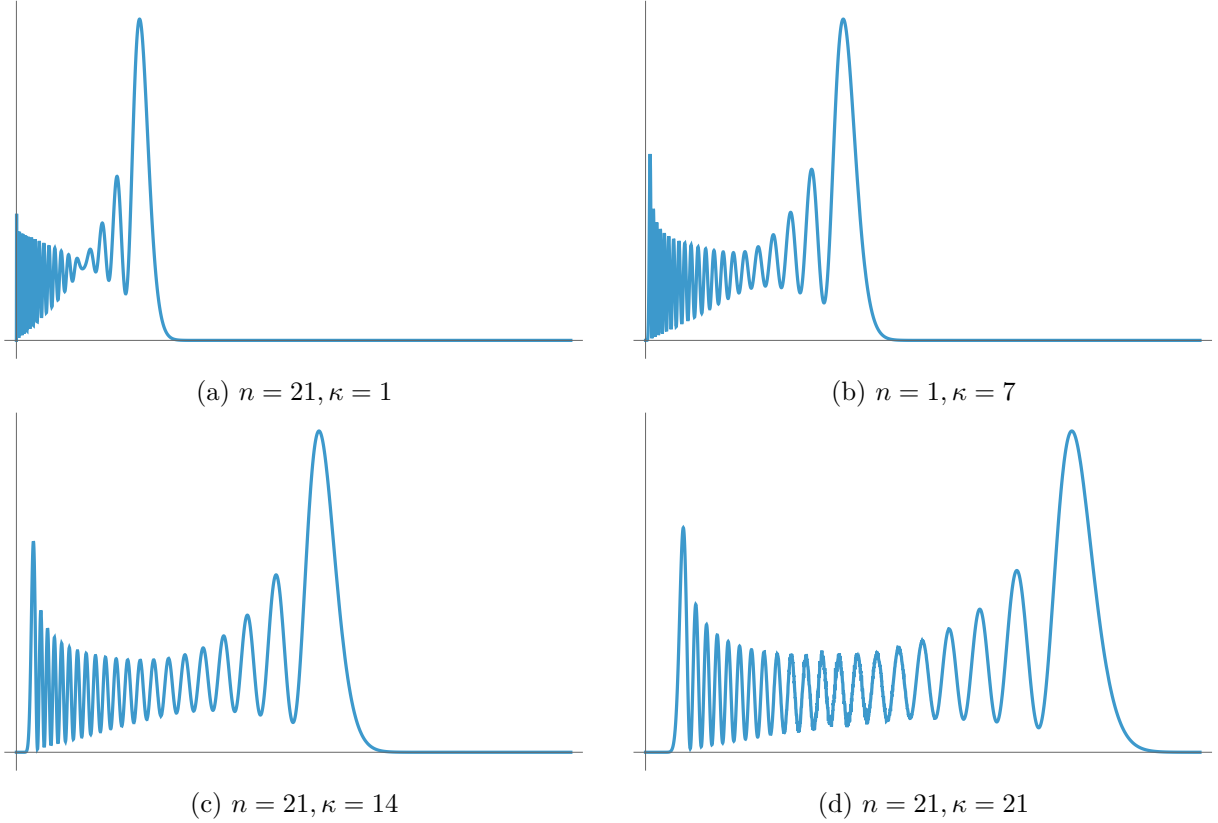 (a) n = 21, κ = 1
(b) n = 1, κ = 7
(c) n = 21, κ = 14
(d) n = 21, κ = 21